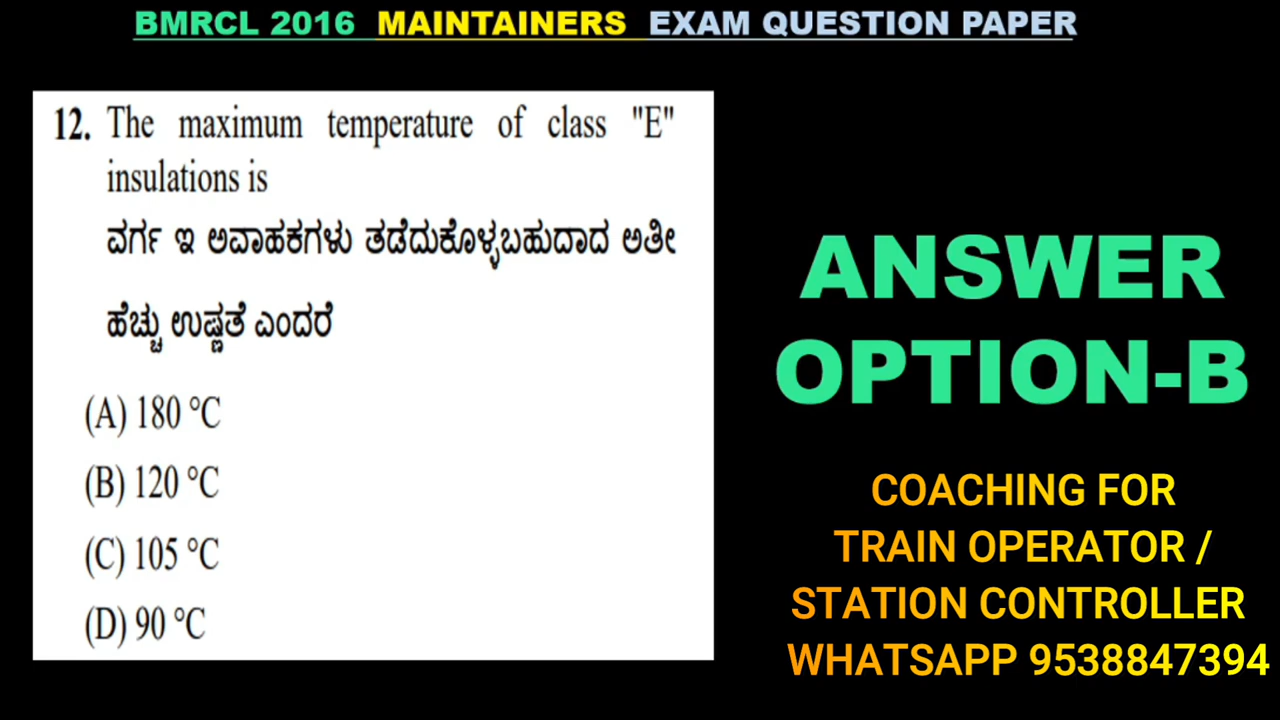 BMRCL 2016 MAINTAINERS EXAM QUESTION PAPER
12. The maximum temperature of class "E"
insulations is
ವರ್ಗ ಇ ಅವಾಹಕಗಳು ತಡೆದುಕೊಳ್ಳಬಹುದಾದ ಅತೀ
ಹೆಚ್ಚು ಉಷ್ಣತೆ ಎಂದರೆ
(A) 180 °C
(B) 120 °C
(C) 105 °C
(D) 90 °C
ANSWER
OPTION-B
COACHING FOR
TRAIN OPERATOR /
STATION CONTROLLER
WHATSAPP 9538847394